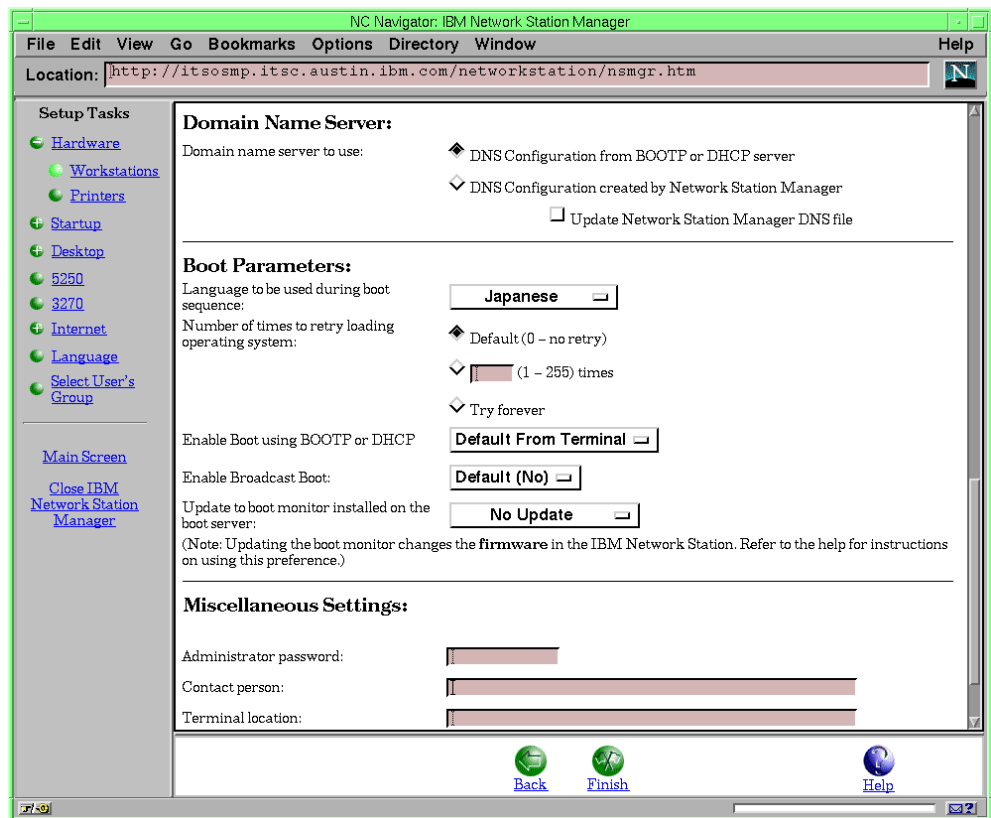 NC Navigator: IBM Network Station Manager
File Edit View Go Bookmarks Options Directory Window Help
Location: http://itsosmp.itsc.austin.ibm.com/networkstation/nsmgr.htm
N
Setup Tasks
Hardware
Workstations
Printers
Startup
Desktop
5250
3270
Internet
Language
Select User's
Group
Main Screen
Close IBM
Network Station
Manager
Domain Name Server:
Domain name server to use:
DNS Configuration from BOOTP or DHCP server
DNS Configuration created by Network Station Manager
Update Network Station Manager DNS file
Boot Parameters:
Language to be used during boot
sequence:
Japanese
Number of times to retry loading
operating system:
Default (0 – no retry)
(1 – 255) times
Try forever
Enable Boot using BOOTP or DHCP
Default From Terminal
Enable Broadcast Boot:
Default (No)
Update to boot monitor installed on the
boot server:
No Update
(Note: Updating the boot monitor changes the firmware in the IBM Network Station. Refer to the help for instructions
on using this preference.)
Miscellaneous Settings:
Administrator password:
Contact person:
Terminal location:
Back
Finish
Help
?